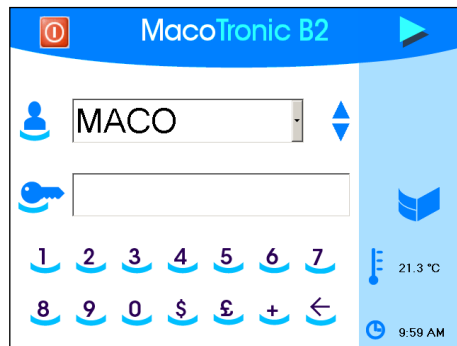 MacoTronic B2
MACO
1 2 3 4 5 6 7
21.3 °C
8 9 0 $ £ + ←
9:59 AM